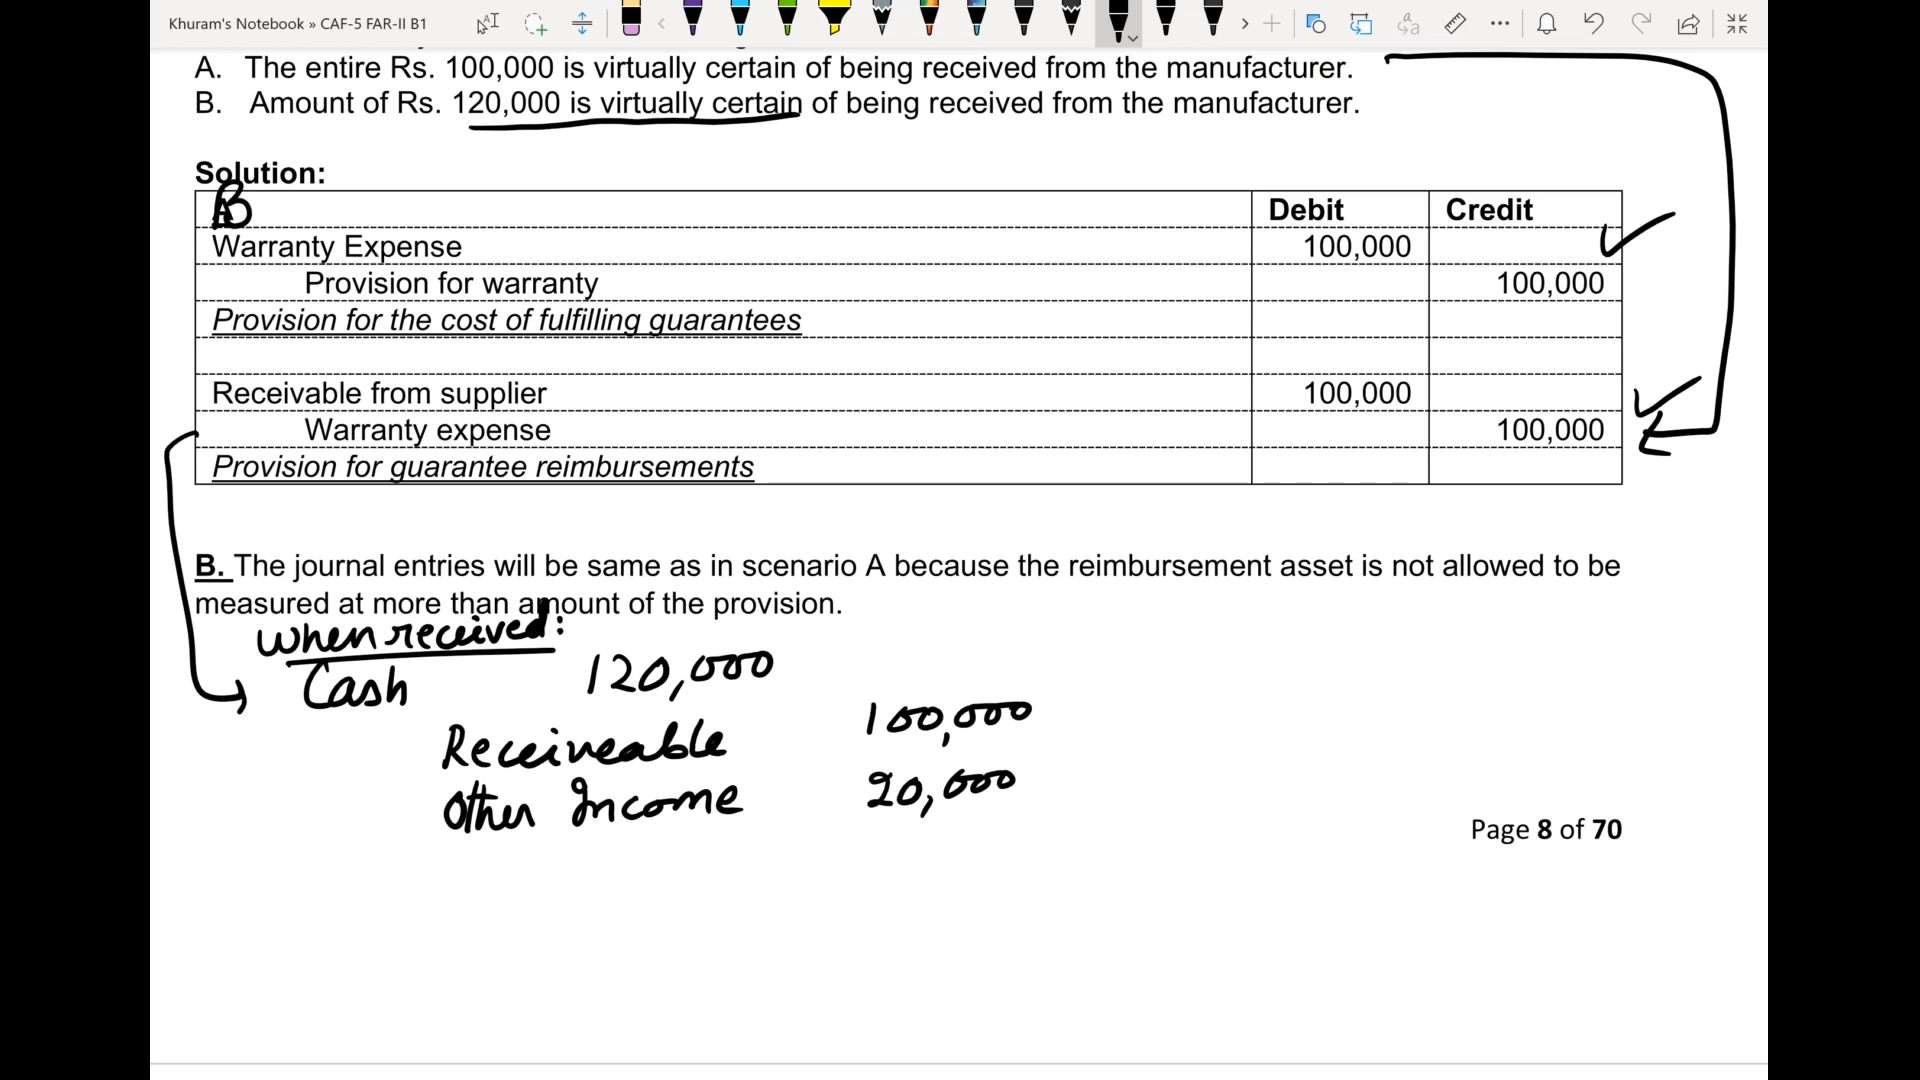 Khuram's Notebook » CAF-5 FAR-II B1
A. The entire Rs. 100,000 is virtually certain of being received from the manufacturer.
B. Amount of Rs. 120,000 is virtually certain of being received from the manufacturer.
Solution:
B Debit Credit
Warranty Expense 100,000
Provision for warranty 100,000
Provision for the cost of fulfilling guarantees
Receivable from supplier 100,000
Warranty expense 100,000
Provision for guarantee reimbursements
B. The journal entries will be same as in scenario A because the reimbursement asset is not allowed to be
measured at more than amount of the provision.
When received:
Cash 120,000
Receiveable 100,000
Other Income 20,000
Page 8 of 70